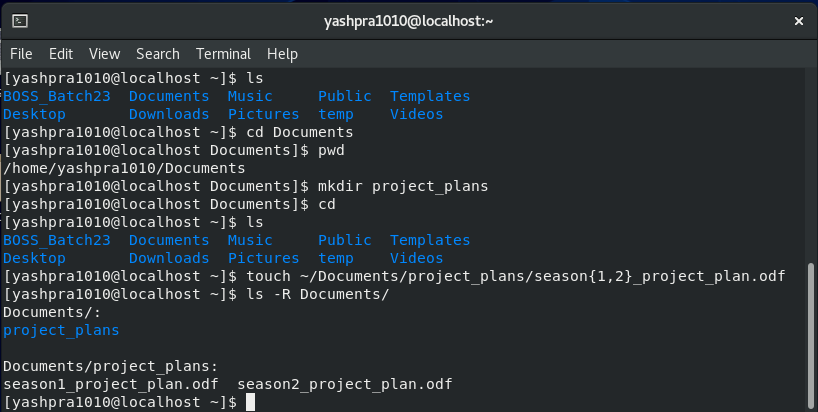 yashpra1010@localhost:~
File Edit View Search Terminal Help
[yashpra1010@localhost ~]$ ls
BOSS_Batch23  Documents  Music     Public  Templates
Desktop       Downloads  Pictures  temp    Videos
[yashpra1010@localhost ~]$ cd Documents
[yashpra1010@localhost Documents]$ pwd
/home/yashpra1010/Documents
[yashpra1010@localhost Documents]$ mkdir project_plans
[yashpra1010@localhost Documents]$ cd
[yashpra1010@localhost ~]$ ls
BOSS_Batch23  Documents  Music     Public  Templates
Desktop       Downloads  Pictures  temp    Videos
[yashpra1010@localhost ~]$ touch ~/Documents/project_plans/season{1,2}_project_plan.odf
[yashpra1010@localhost ~]$ ls -R Documents/
Documents/:
project_plans
Documents/project_plans:
season1_project_plan.odf  season2_project_plan.odf
[yashpra1010@localhost ~]$